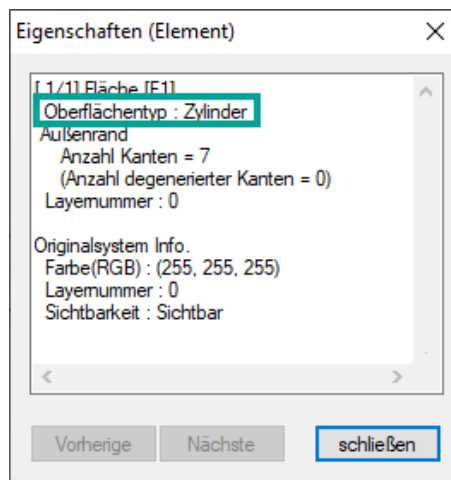 Eigenschaften (Element)
[ 1/1] Fläche [F1]
Oberflächentyp : Zylinder
Außenrand
Anzahl Kanten = 7
(Anzahl degenerierter Kanten = 0)
Layernummer : 0
Originalsystem Info.
Farbe(RGB) : (255, 255, 255)
Layernummer : 0
Sichtbarkeit : Sichtbar
Vorherige
Nächste
schließen